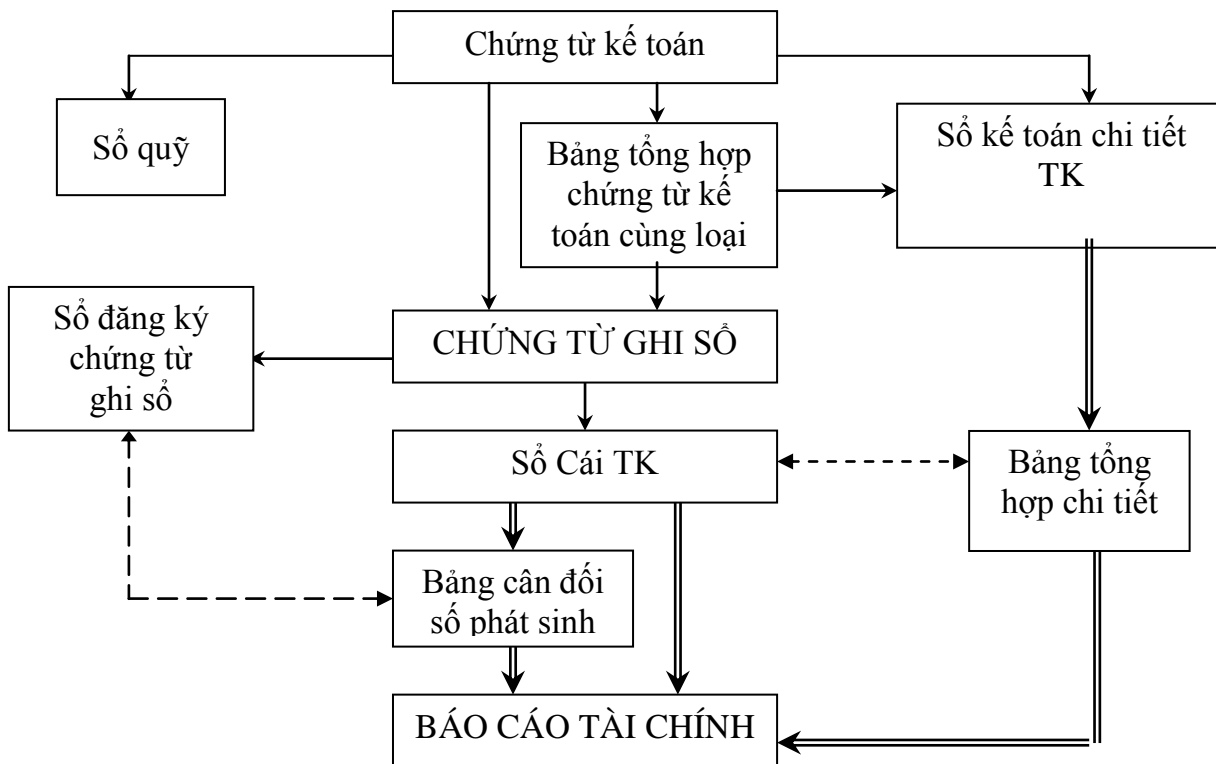 Chứng từ kế toán
Sổ quỹ
Bảng tổng hợp
chứng từ kế
toán cùng loại
Sổ kế toán chi tiết
TK
Sổ đăng ký
chứng từ
ghi sổ
CHỨNG TỪ GHI SỔ
Sổ Cái TK
Bảng tổng
hợp chi tiết
Bảng cân đối
số phát sinh
BÁO CÁO TÀI CHÍNH